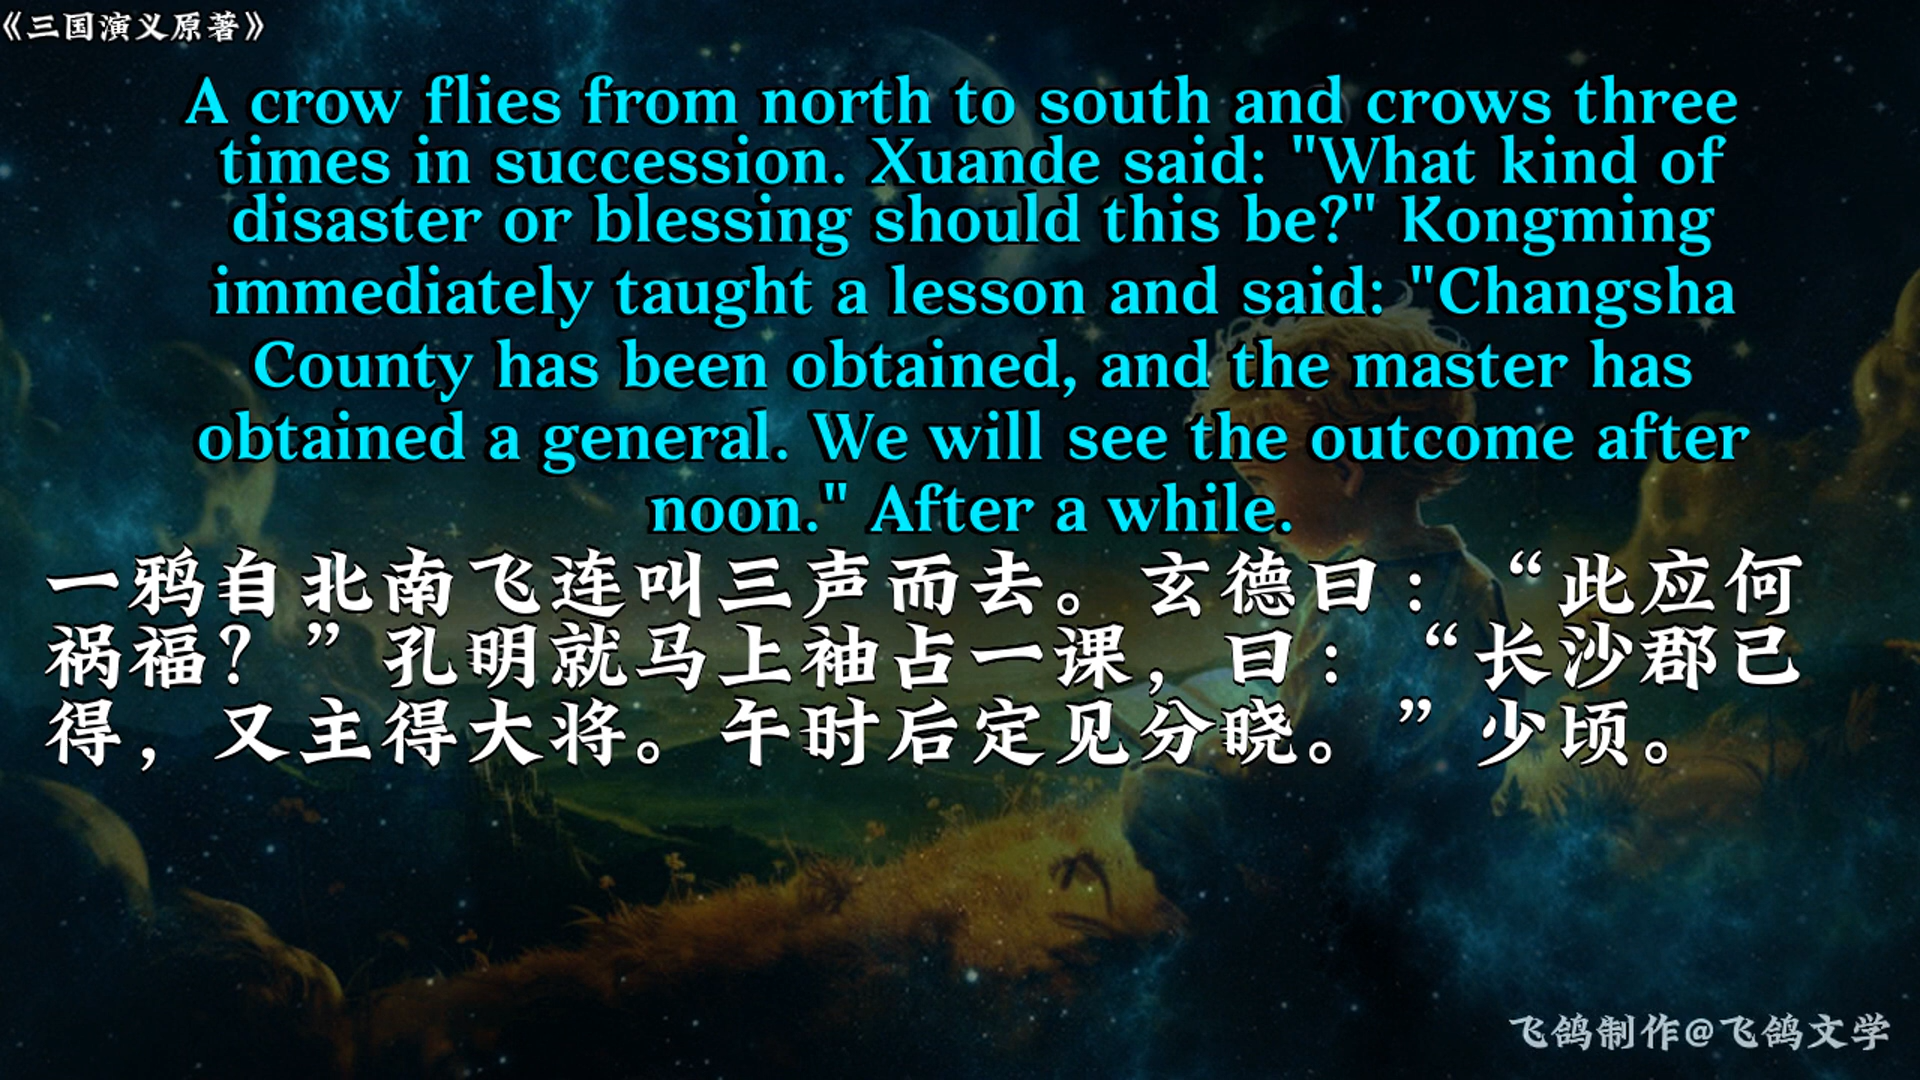 《三国演义原著》
A crow flies from north to south and crows three
times in succession. Xuande said: "What kind of
disaster or blessing should this be?" Kongming
immediately taught a lesson and said: "Changsha
County has been obtained, and the master has
obtained a general. We will see the outcome after
noon." After a while.
一鸦自北南飞连叫三声而去。玄德曰：“此应何
祸福？”孔明就马上袖占一课，曰：“长沙郡已
得，又主得大将。午时后定见分晓。”少顷。
飞鸽制作@飞鸽文学